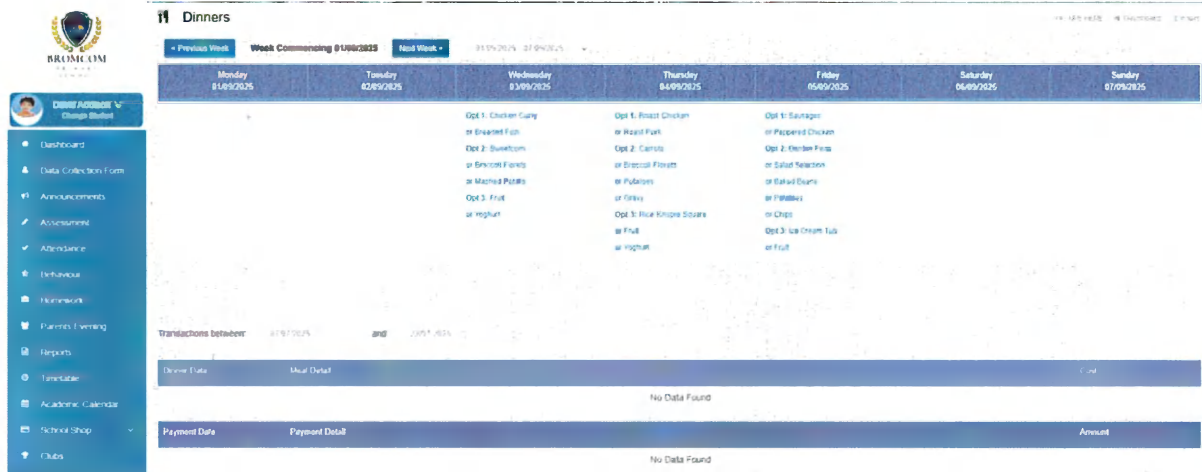 BROMCOM
Dinners
« Previous Week Week Commencing 01/09/2025 Next Week » 01/09/2025 - 07/09/2025
Monday 01/09/2025
Tuesday 02/09/2025
Wednesday 03/09/2025
Thursday 04/09/2025
Friday 05/09/2025
Saturday 06/09/2025
Sunday 07/09/2025
Change Student
Dashboard
Data Collection Form
Announcements
Assessment
Attendance
Behaviour
Homework
Parents Evening
Reports
Timetable
Academic Calendar
School Shop
Clubs
Opt 1: Chicken Curry
or Breaded Fish
Opt 2: Sweetcorn
or Broccoli Florets
or Mashed Potato
Opt 3: Fruit
or Yoghurt
Opt 1: Roast Chicken
or Roast Pork
Opt 2: Carrots
or Broccoli Florets
or Potatoes
or Gravy
Opt 3: Rice Krispie Square
or Fruit
or Yoghurt
Opt 1: Sausages
or Peppered Chicken
Opt 2: Garden Peas
or Salad Selection
or Baked Beans
or Potatoes
or Chips
Opt 3: Ice Cream Tub
or Fruit
Transactions between and
Dinner Date Meal Detail Cost
No Data Found
Payment Date Payment Detail Amount
No Data Found